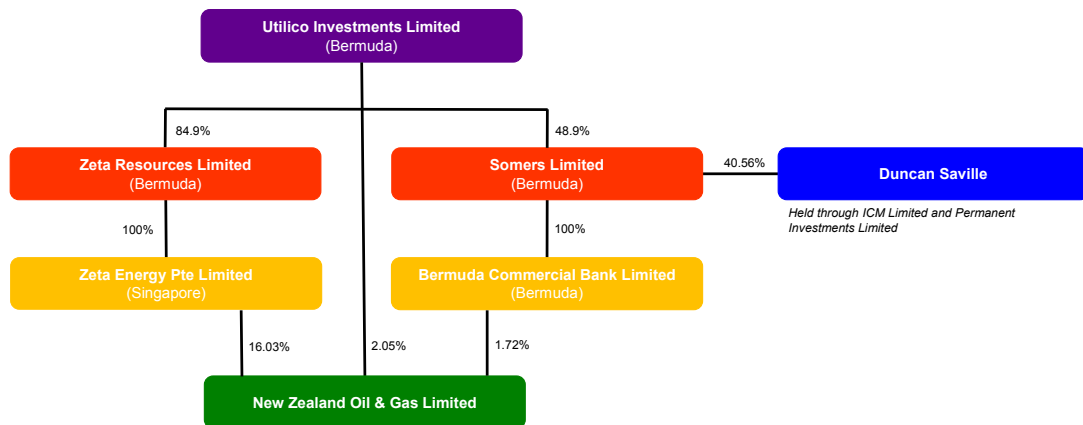 Utilico Investments Limited
(Bermuda)
84.9%
48.9%
Zeta Resources Limited
(Bermuda)
Somers Limited
(Bermuda)
40.56%
Duncan Saville
Held through ICM Limited and Permanent
Investments Limited
100%
100%
Zeta Energy Pte Limited
(Singapore)
Bermuda Commercial Bank Limited
(Bermuda)
16.03%
2.05%
1.72%
New Zealand Oil & Gas Limited